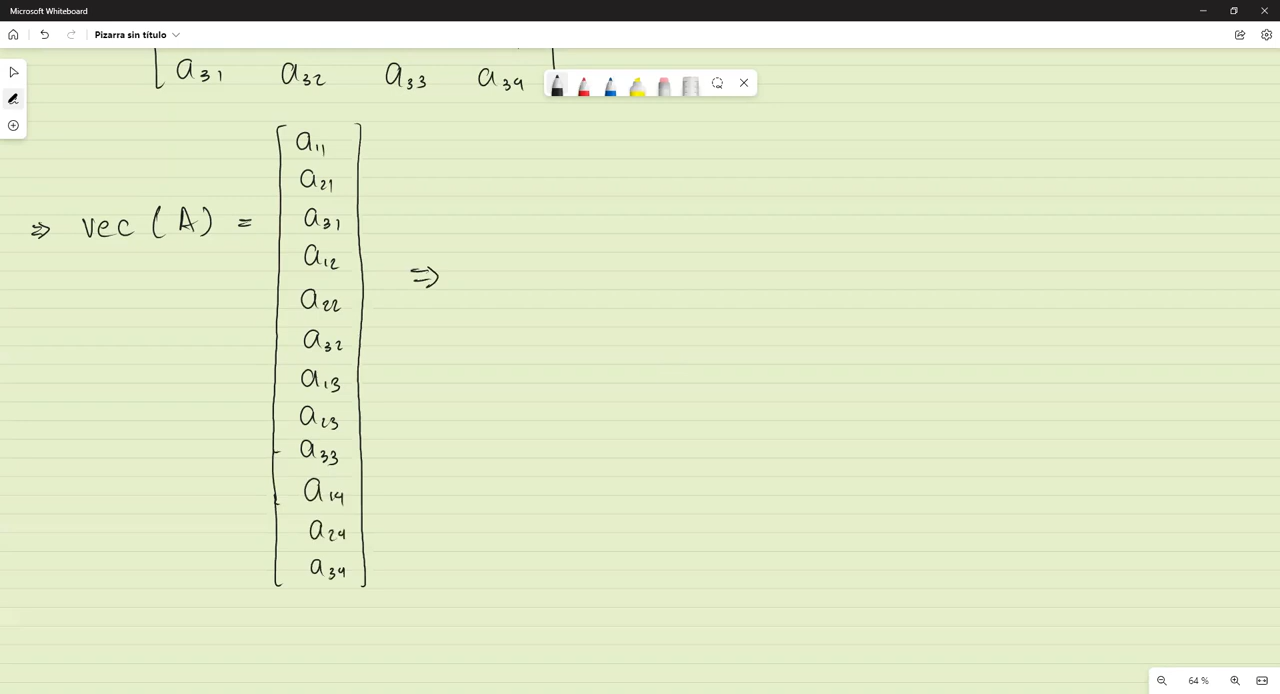 Microsoft Whiteboard
Pizarra sin título
a31 a32 a33 a34
a11
a21
⇒ vec (A) = a31
a12
⇒
a22
a32
a13
a23
a33
a14
a24
a34
64 %